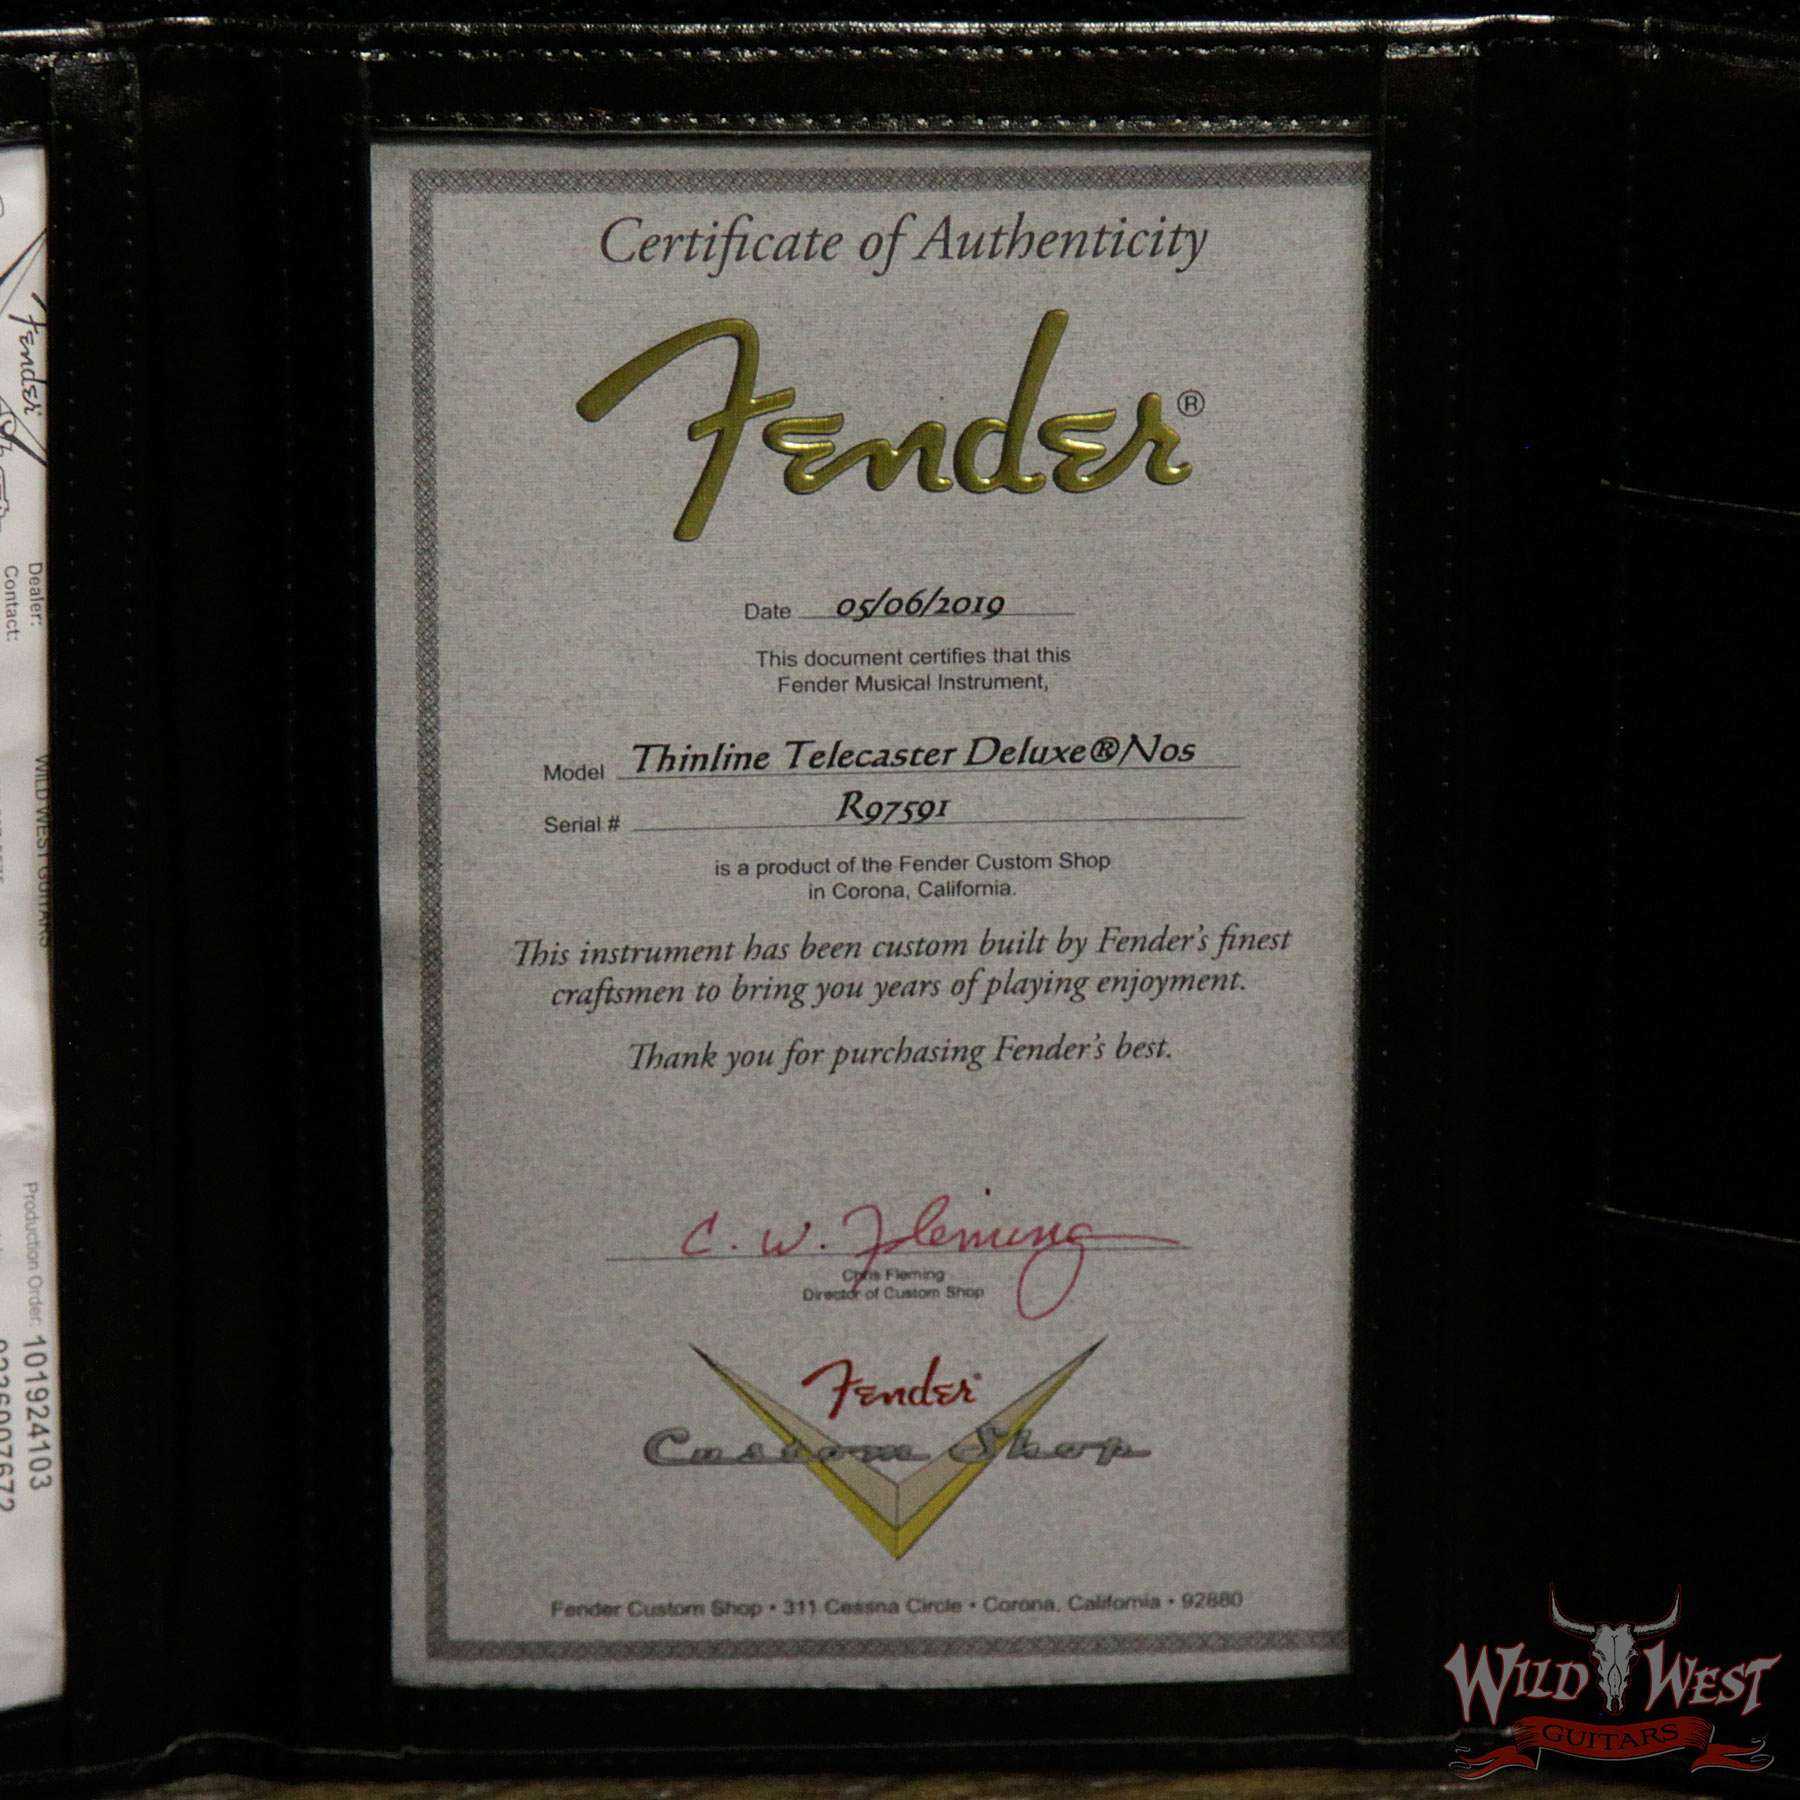 Fender
Dealer:
Contact:
WILD WEST GUITARS
Production Order: 101924103
Certificate of Authenticity
Fender®
Date 05/06/2019
This document certifies that this
Fender Musical Instrument,
Model Thinline Telecaster Deluxe®/Nos
Serial # R97591
is a product of the Fender Custom Shop
in Corona, California.
This instrument has been custom built by Fender's finest
craftsmen to bring you years of playing enjoyment.
Thank you for purchasing Fender's best.
C. W. Fleming
Chris Fleming
Director of Custom Shop
Fender
Custom Shop
Fender Custom Shop • 311 Cessna Circle • Corona, California • 92880
WILD WEST
GUITARS